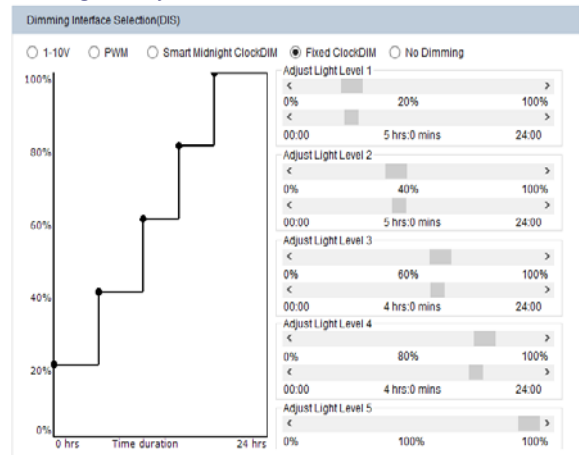 Dimming Interface Selection(DIS)
1-10V PWM Smart Midnight ClockDIM Fixed ClockDIM No Dimming
100%
80%
60%
40%
20%
0%
0 hrs Time duration 24 hrs
Adjust Light Level 1
< >
0% 20% 100%
< >
00:00 5 hrs:0 mins 24:00
Adjust Light Level 2
< >
0% 40% 100%
< >
00:00 5 hrs:0 mins 24:00
Adjust Light Level 3
< >
0% 60% 100%
< >
00:00 4 hrs:0 mins 24:00
Adjust Light Level 4
< >
0% 80% 100%
< >
00:00 4 hrs:0 mins 24:00
Adjust Light Level 5
< >
0% 100% 100%